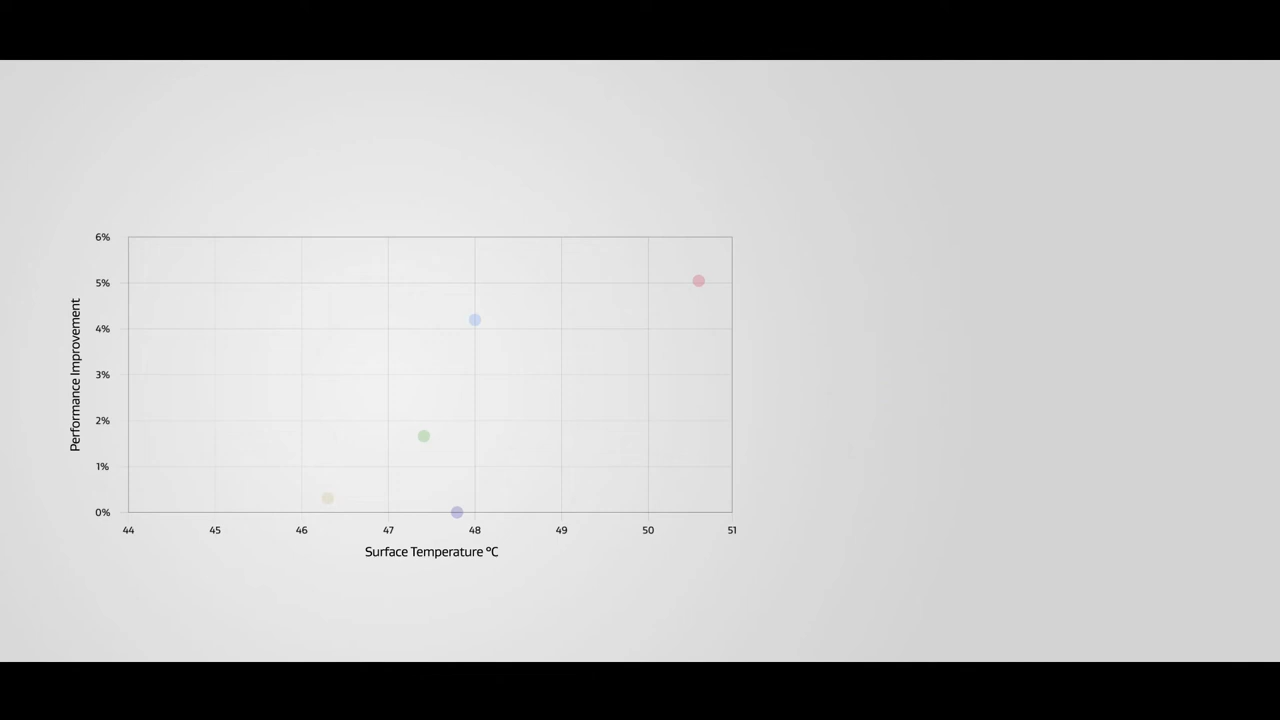 6%
5%
4%
3%
2%
1%
0%
Performance Improvement
44 45 46 47 48 49 50 51
Surface Temperature ºC